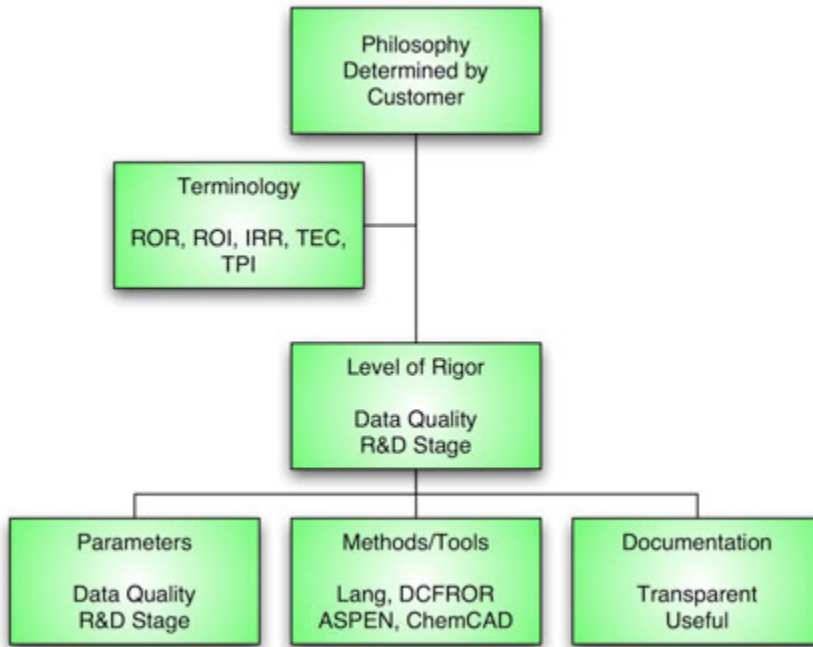 Philosophy
Determined by
Customer
Terminology
ROR, ROI, IRR, TEC,
TPI
Level of Rigor
Data Quality
R&D Stage
Parameters
Data Quality
R&D Stage
Methods/Tools
Lang, DCFROR
ASPEN, ChemCAD
Documentation
Transparent
Useful